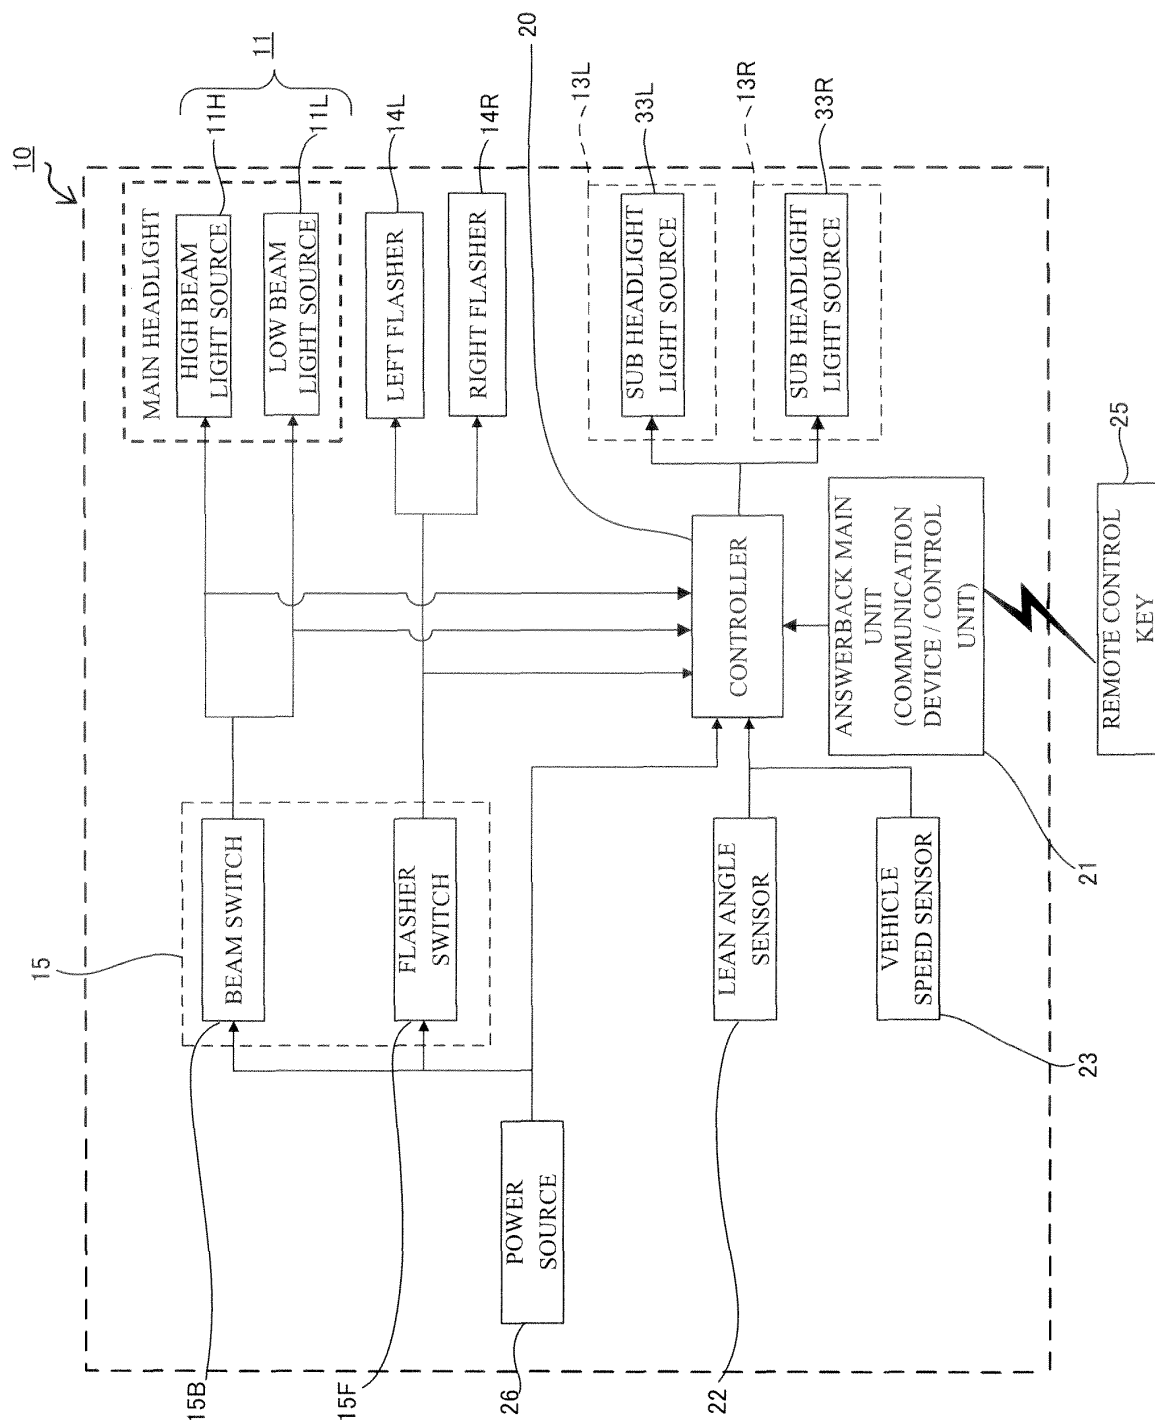 10
MAIN HEADLIGHT
HIGH BEAM
LIGHT SOURCE
LOW BEAM
LIGHT SOURCE
11H
11L
11
LEFT FLASHER
14L
RIGHT FLASHER
14R
20
15
BEAM SWITCH
15B
FLASHER
SWITCH
15F
POWER
SOURCE
26
CONTROLLER
SUB HEADLIGHT
LIGHT SOURCE
13L
33L
SUB HEADLIGHT
LIGHT SOURCE
13R
33R
LEAN ANGLE
SENSOR
22
VEHICLE
SPEED SENSOR
23
ANSWERBACK MAIN
UNIT
(COMMUNICATION
DEVICE / CONTROL
UNIT)
21
REMOTE CONTROL
KEY
25